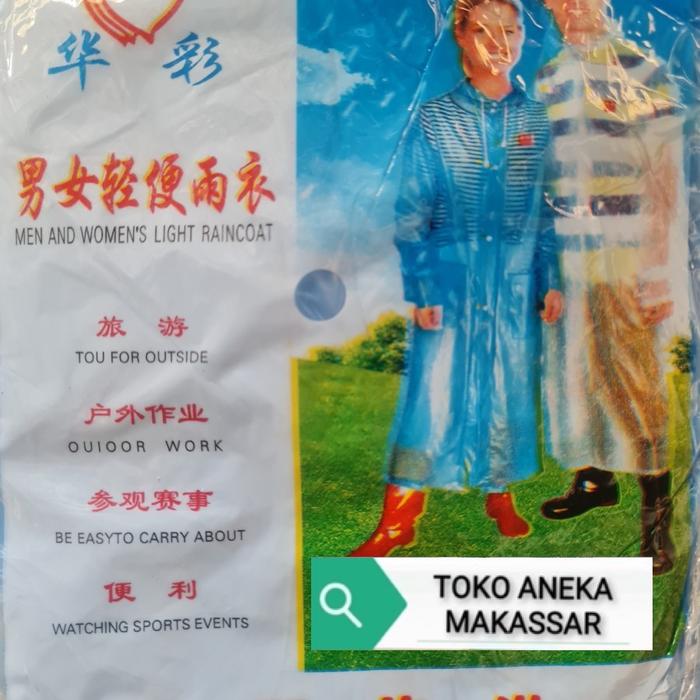 华 彩
男女轻便雨衣
MEN AND WOMEN'S LIGHT RAINCOAT
旅 游
TOU FOR OUTSIDE
户外作业
OUIOOR WORK
参观赛事
BE EASYTO CARRY ABOUT
便 利
WATCHING SPORTS EVENTS
TOKO ANEKA
MAKASSAR